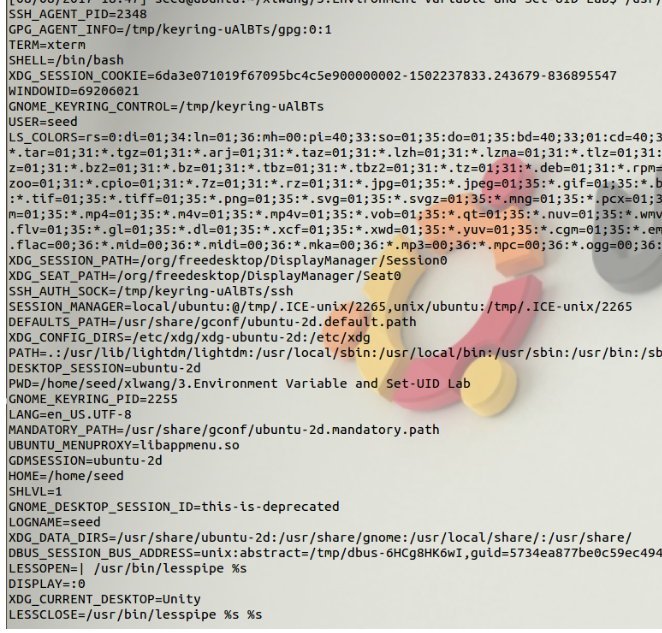 SSH_AGENT_PID=2348
GPG_AGENT_INFO=/tmp/keyring-uAlBTs/gpg:0:1
TERM=xterm
SHELL=/bin/bash
XDG_SESSION_COOKIE=6da3e071019f67095bc4c5e900000002-1502237833.243679-836895547
WINDOWID=69206021
GNOME_KEYRING_CONTROL=/tmp/keyring-uAlBTs
USER=seed
LS_COLORS=rs=0:di=01;34:ln=01;36:mh=00:pi=40;33:so=01;35:do=01;35:bd=40;33;01:cd=40;3
*.tar=01;31:*.tgz=01;31:*.arj=01;31:*.taz=01;31:*.lzh=01;31:*.lzma=01;31:*.tlz=01;31:
z=01;31:*.bz2=01;31:*.bz=01;31:*.tbz=01;31:*.tbz2=01;31:*.tz=01;31:*.deb=01;31:*.rpm=
zoo=01;31:*.cpio=01;31:*.7z=01;31:*.rz=01;31:*.jpg=01;35:*.jpeg=01;35:*.gif=01;35:*.b
:*.tif=01;35:*.tiff=01;35:*.png=01;35:*.svg=01;35:*.svgz=01;35:*.mng=01;35:*.pcx=01;3
m=01;35:*.mp4=01;35:*.m4v=01;35:*.mp4v=01;35:*.vob=01;35:*.qt=01;35:*.nuv=01;35:*.wmv
.flv=01;35:*.gl=01;35:*.dl=01;35:*.xcf=01;35:*.xwd=01;35:*.yuv=01;35:*.cgm=01;35:*.em
.flac=00;36:*.mid=00;36:*.midi=00;36:*.mka=00;36:*.mp3=00;36:*.mpc=00;36:*.ogg=00;36:
XDG_SESSION_PATH=/org/freedesktop/DisplayManager/Session0
XDG_SEAT_PATH=/org/freedesktop/DisplayManager/Seat0
SSH_AUTH_SOCK=/tmp/keyring-uAlBTs/ssh
SESSION_MANAGER=local/ubuntu:@/tmp/.ICE-unix/2265,unix/ubuntu:/tmp/.ICE-unix/2265
DEFAULTS_PATH=/usr/share/gconf/ubuntu-2d.default.path
XDG_CONFIG_DIRS=/etc/xdg/xdg-ubuntu-2d:/etc/xdg
PATH=.:/usr/lib/lightdm/lightdm:/usr/local/sbin:/usr/local/bin:/usr/sbin:/usr/bin:/sb
DESKTOP_SESSION=ubuntu-2d
PWD=/home/seed/xlwang/3.Environment Variable and Set-UID Lab
GNOME_KEYRING_PID=2255
LANG=en_US.UTF-8
MANDATORY_PATH=/usr/share/gconf/ubuntu-2d.mandatory.path
UBUNTU_MENUPROXY=libappmenu.so
GDMSESSION=ubuntu-2d
HOME=/home/seed
SHLVL=1
GNOME_DESKTOP_SESSION_ID=this-is-deprecated
LOGNAME=seed
XDG_DATA_DIRS=/usr/share/ubuntu-2d:/usr/share/gnome:/usr/local/share/:/usr/share/
DBUS_SESSION_BUS_ADDRESS=unix:abstract=/tmp/dbus-6HCg8HK6wI,guid=5734ea877be0c59ec494
LESSOPEN=| /usr/bin/lesspipe %s
DISPLAY=:0
XDG_CURRENT_DESKTOP=Unity
LESSCLOSE=/usr/bin/lesspipe %s %s